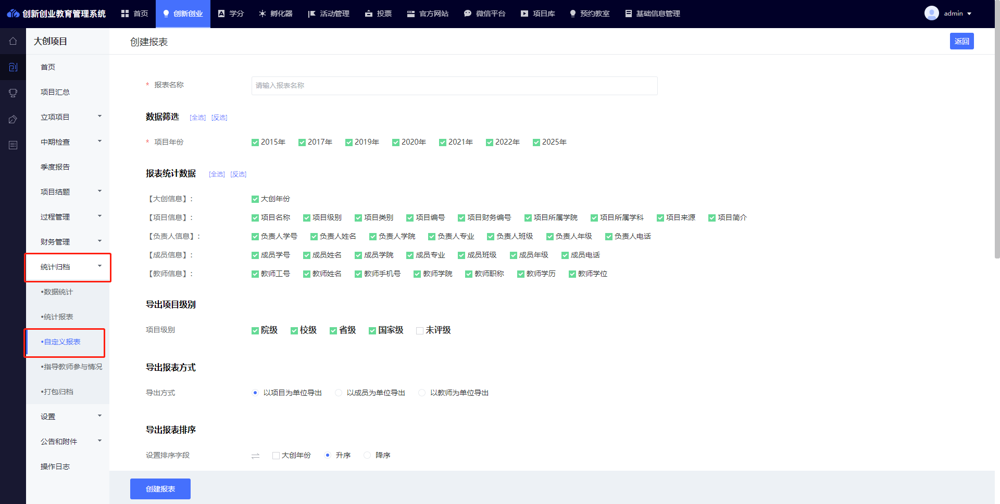 创新创业教育管理系统 首页 创新创业 学分 孵化器 活动管理 投票 官方网站 微信平台 项目库 预约教室 基础信息管理 admin
大创项目
首页
项目汇总
立项项目
中期检查
季度报告
项目结题
过程管理
财务管理
统计归档
•数据统计
•统计报表
•自定义报表
•指导教师参与情况
•打包归档
设置
公告和附件
操作日志
创建报表 返回
* 报表名称 请输入报表名称
数据筛选 [全选] [反选]
* 项目年份 2015年 2017年 2019年 2020年 2021年 2022年 2025年
报表统计数据 [全选] [反选]
【大创信息】: 大创年份
【项目信息】: 项目名称 项目级别 项目类别 项目编号 项目财务编号 项目所属学院 项目所属学科 项目来源 项目简介
【负责人信息】: 负责人学号 负责人姓名 负责人学院 负责人专业 负责人班级 负责人年级 负责人电话
【成员信息】: 成员学号 成员姓名 成员学院 成员专业 成员班级 成员年级 成员电话
【教师信息】: 教师工号 教师姓名 教师手机号 教师学院 教师职称 教师学历 教师学位
导出项目级别
项目级别 院级 校级 省级 国家级 未评级
导出报表方式
导出方式 以项目为单位导出 以成员为单位导出 以教师为单位导出
导出报表排序
设置排序字段 大创年份 升序 降序
创建报表